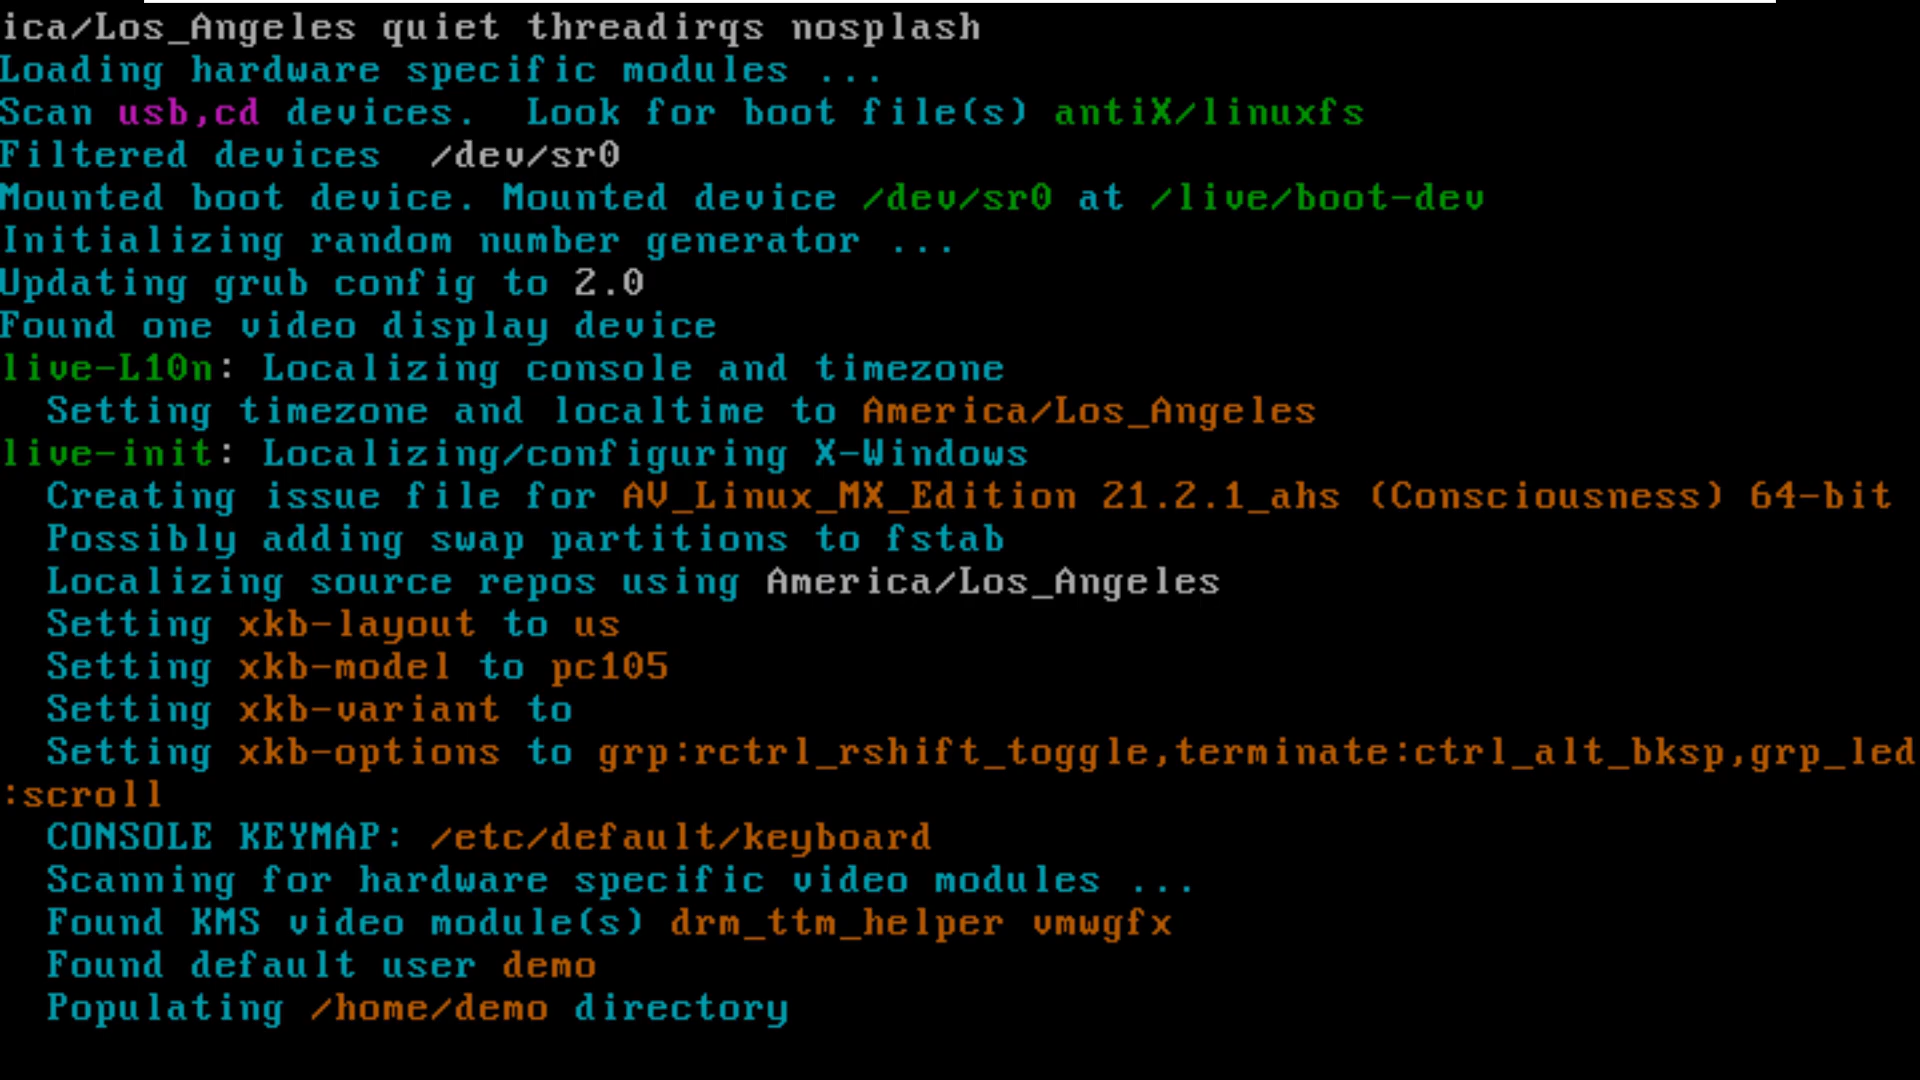 ica/Los_Angeles quiet threadirqs nosplash
Loading hardware specific modules ...
Scan usb,cd devices.  Look for boot file(s) antiX/linuxfs
Filtered devices  /dev/sr0
Mounted boot device. Mounted device /dev/sr0 at /live/boot-dev
Initializing random number generator ...
Updating grub config to 2.0
Found one video display device
live-L10n: Localizing console and timezone
  Setting timezone and localtime to America/Los_Angeles
live-init: Localizing/configuring X-Windows
  Creating issue file for AV_Linux_MX_Edition 21.2.1_ahs (Consciousness) 64-bit
  Possibly adding swap partitions to fstab
  Localizing source repos using America/Los_Angeles
  Setting xkb-layout to us
  Setting xkb-model to pc105
  Setting xkb-variant to
  Setting xkb-options to grp:rctrl_rshift_toggle,terminate:ctrl_alt_bksp,grp_led
:scroll
  CONSOLE KEYMAP: /etc/default/keyboard
  Scanning for hardware specific video modules ...
  Found KMS video module(s) drm_ttm_helper vmwgfx
  Found default user demo
  Populating /home/demo directory